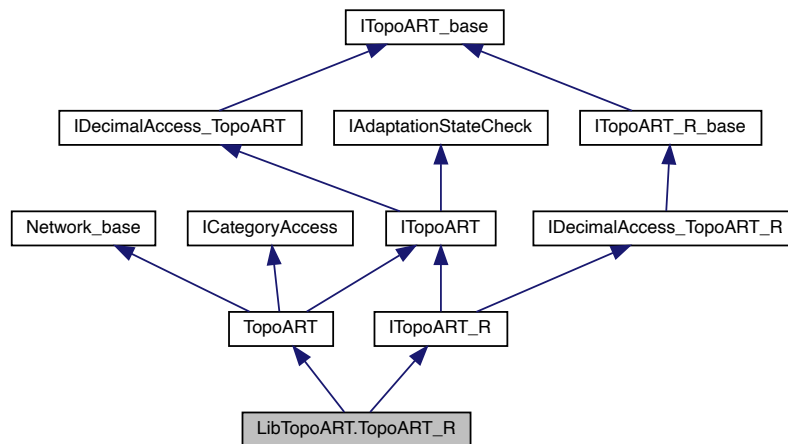 ITopoART_base
IDecimalAccess_TopoART
IAdaptationStateCheck
ITopoART_R_base
Network_base
ICategoryAccess
ITopoART
IDecimalAccess_TopoART_R
TopoART
ITopoART_R
LibTopoART.TopoART_R